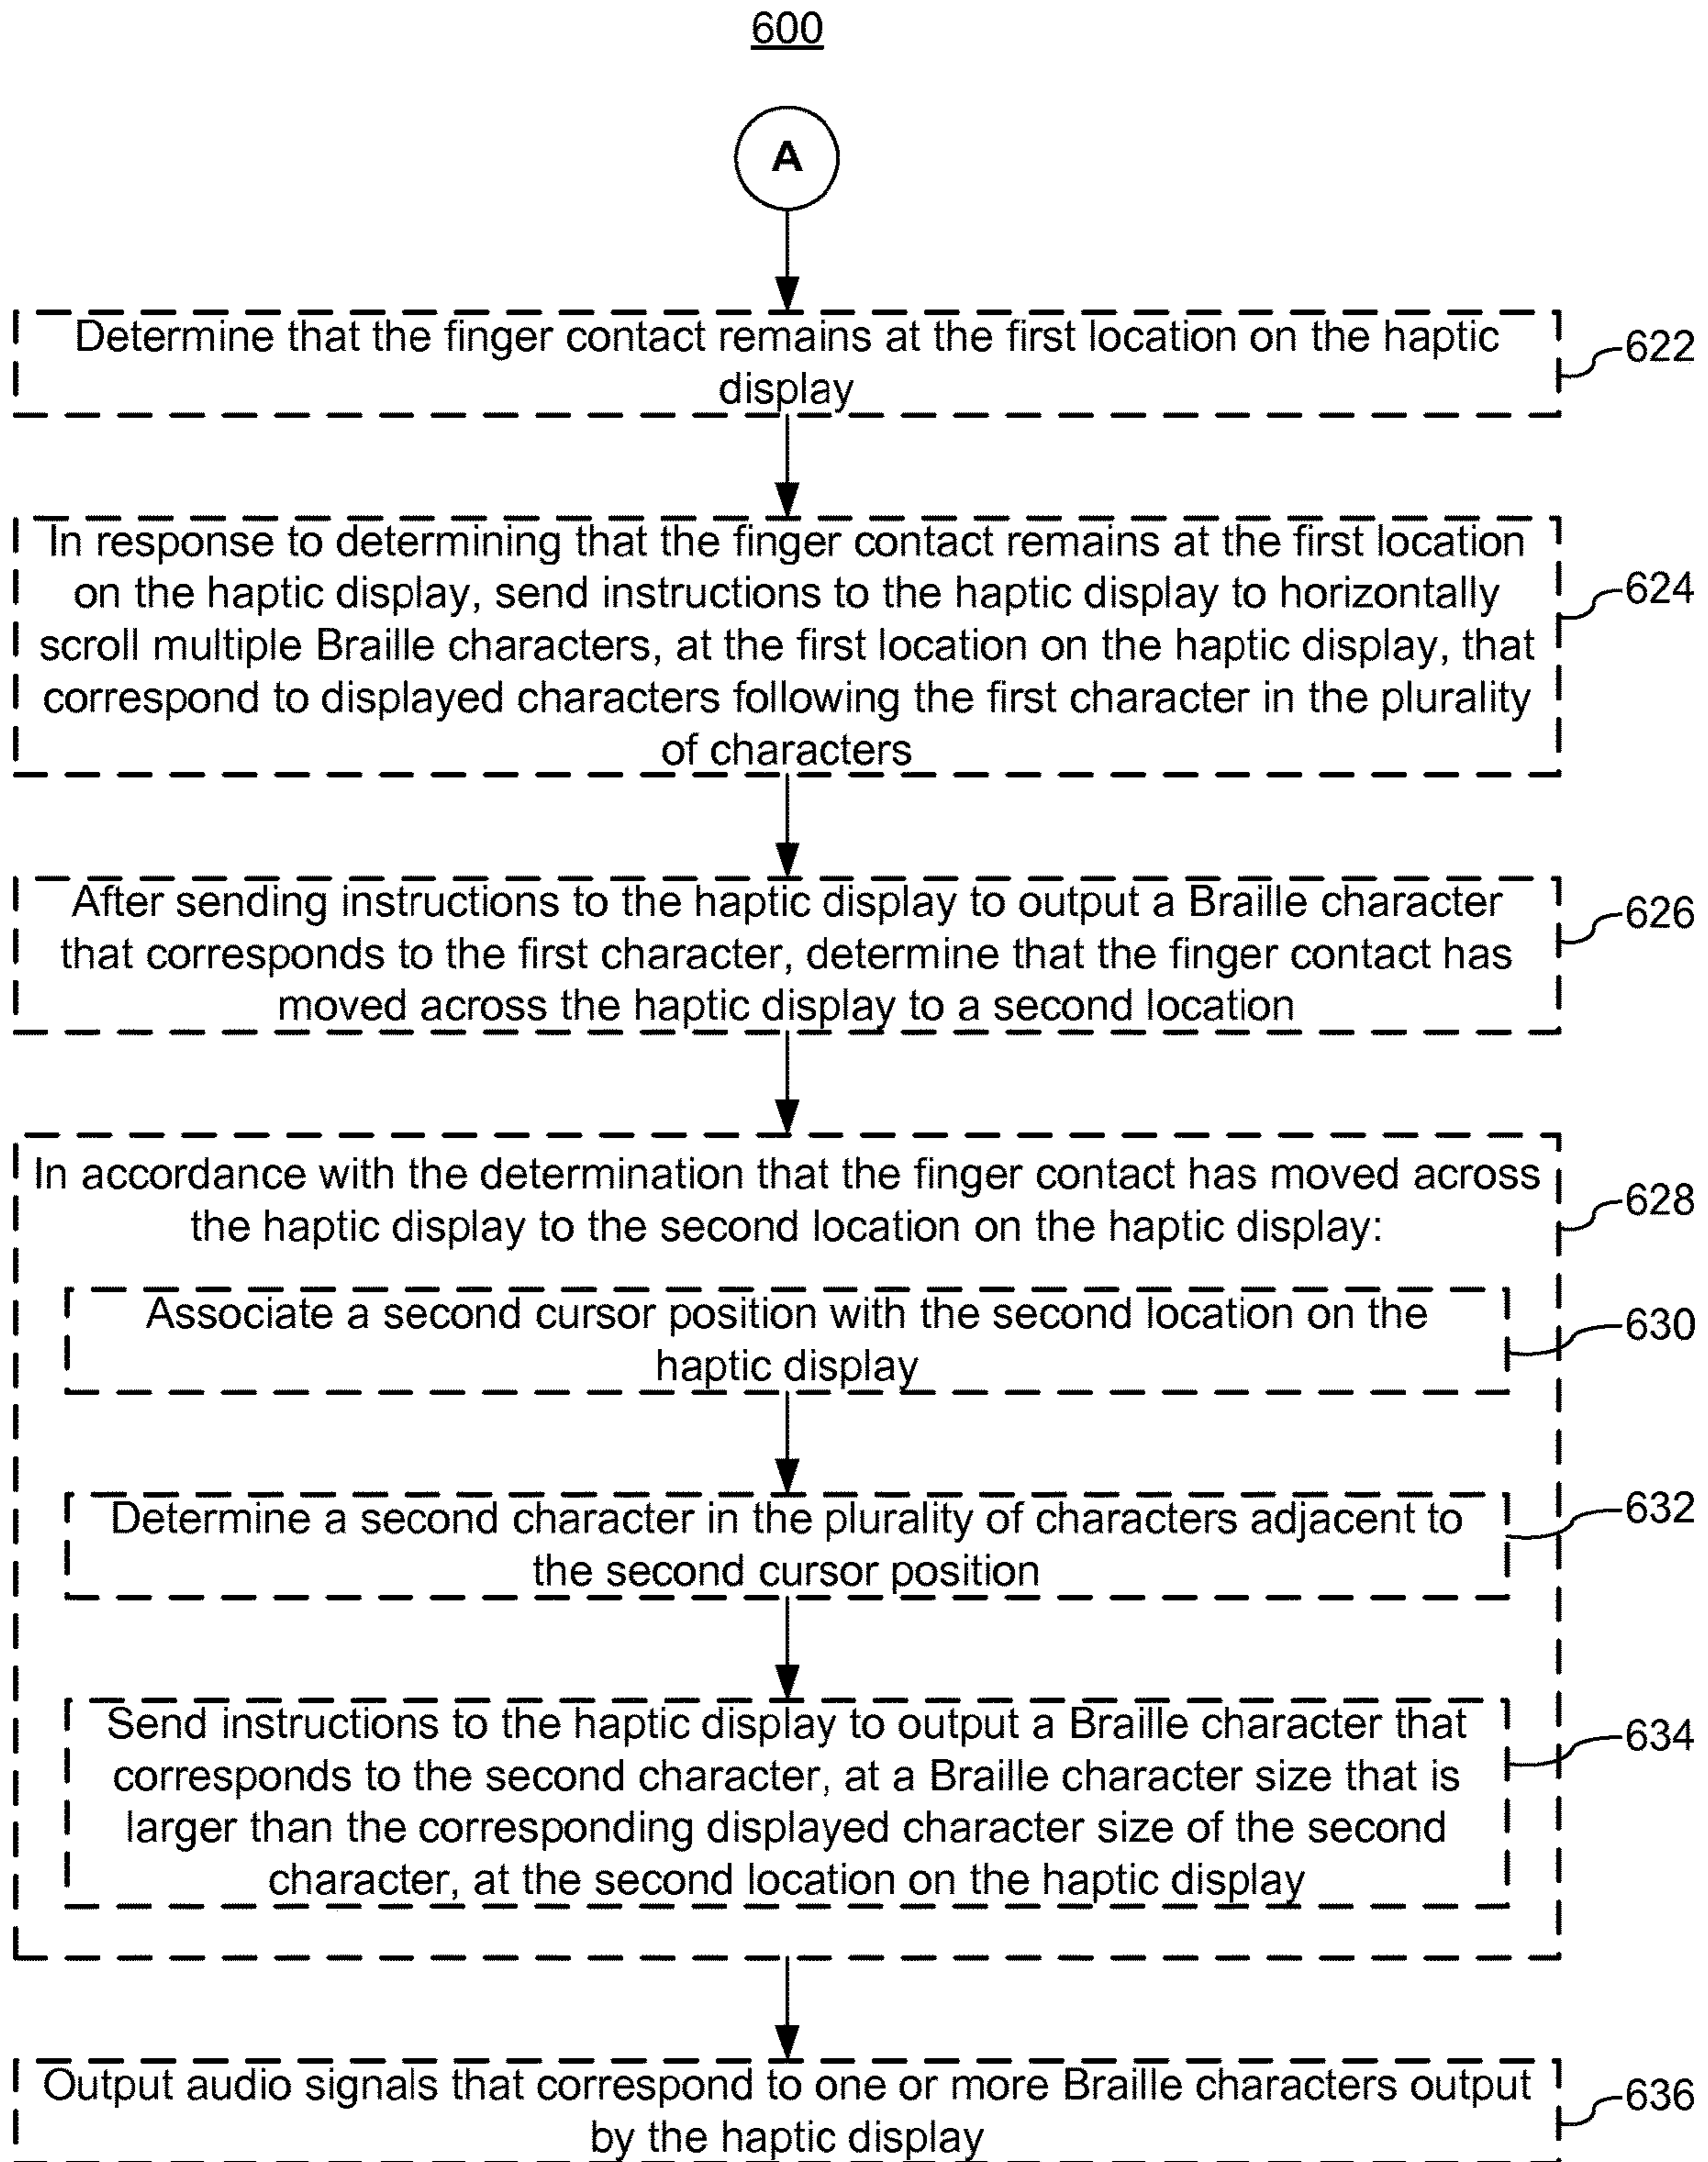 600
A
Determine that the finger contact remains at the first location on the haptic
display
622
In response to determining that the finger contact remains at the first location
on the haptic display, send instructions to the haptic display to horizontally
scroll multiple Braille characters, at the first location on the haptic display, that
correspond to displayed characters following the first character in the plurality
of characters
624
After sending instructions to the haptic display to output a Braille character
that corresponds to the first character, determine that the finger contact has
moved across the haptic display to a second location
626
In accordance with the determination that the finger contact has moved across
the haptic display to the second location on the haptic display:
628
Associate a second cursor position with the second location on the
haptic display
630
Determine a second character in the plurality of characters adjacent to
the second cursor position
632
Send instructions to the haptic display to output a Braille character that
corresponds to the second character, at a Braille character size that is
larger than the corresponding displayed character size of the second
character, at the second location on the haptic display
634
Output audio signals that correspond to one or more Braille characters output
by the haptic display
636